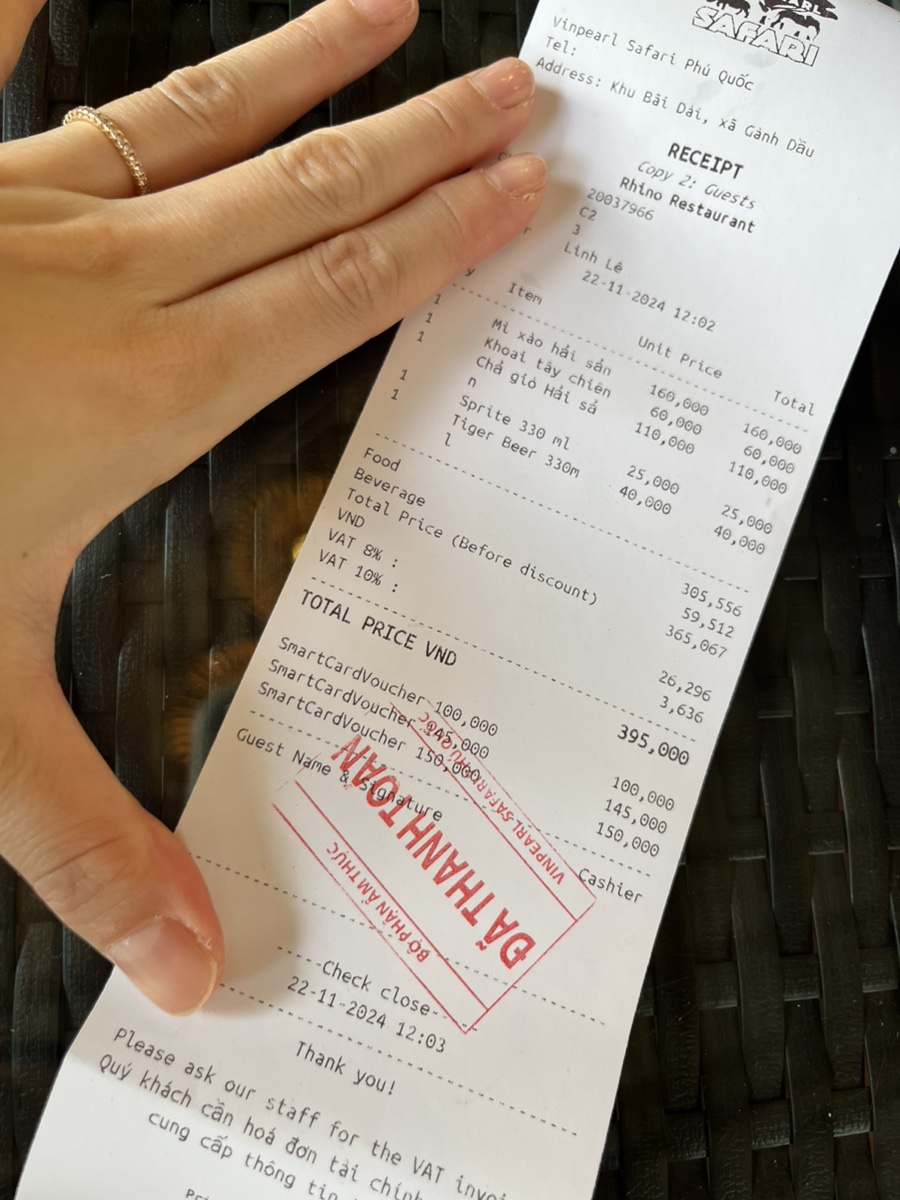 SAFARI
Vinpearl Safari Phú Quốc
Tel:
Address: Khu Bãi Dài, xã Gành Dầu
RECEIPT
Copy 2: Guests
Rhino Restaurant
20037966
C2
3
Linh Lê
22-11-2024 12:02
Item Unit Price Total
1 Mì xào hải sản 160,000 160,000
1 Khoai tây chiên 60,000 60,000
1 Chả giò Hải sả 110,000 110,000
n
1 Sprite 330 ml 25,000 25,000
1 Tiger Beer 330m 40,000 40,000
l
Food 305,556
Beverage 59,512
Total Price (Before discount) 365,067
VND
VAT 8% : 26,296
VAT 10% : 3,636
TOTAL PRICE VND 395,000
SmartCardVoucher 100,000 100,000
SmartCardVoucher 145,000 145,000
SmartCardVoucher 150,000 150,000
Guest Name & Signature Cashier
VINPEARL SAFARI PHÚ QUỐC
ĐÃ THANH TOÁN
BỘ PHẬN ẨM THỰC
Check close
22-11-2024 12:03
Thank you!
Please ask our staff for the VAT
Quý khách cần hoá đơn tài chính
cung cấp thông tin